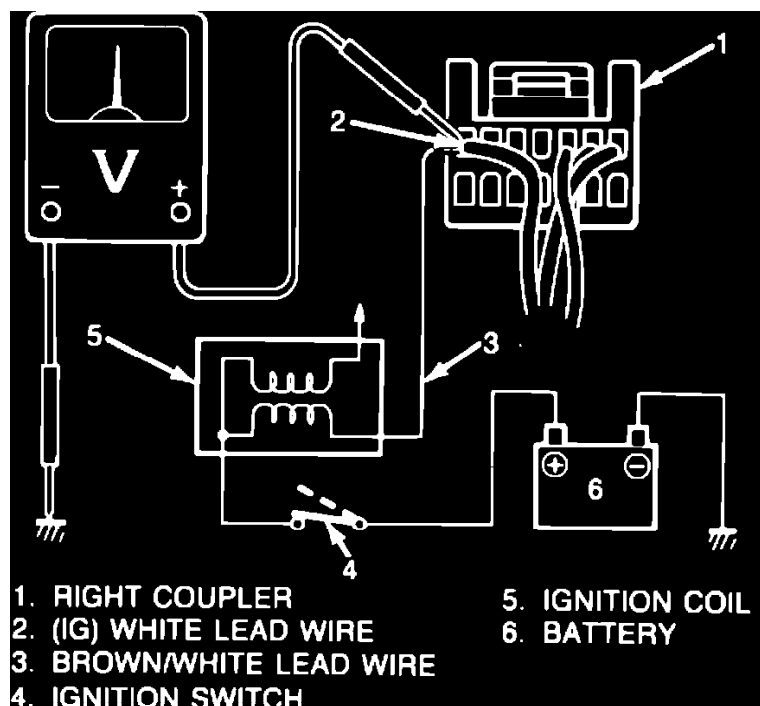 1
2
V
- +
5
3
+ -
6
4
1. RIGHT COUPLER
2. (IG) WHITE LEAD WIRE
3. BROWN/WHITE LEAD WIRE
4. IGNITION SWITCH
5. IGNITION COIL
6. BATTERY